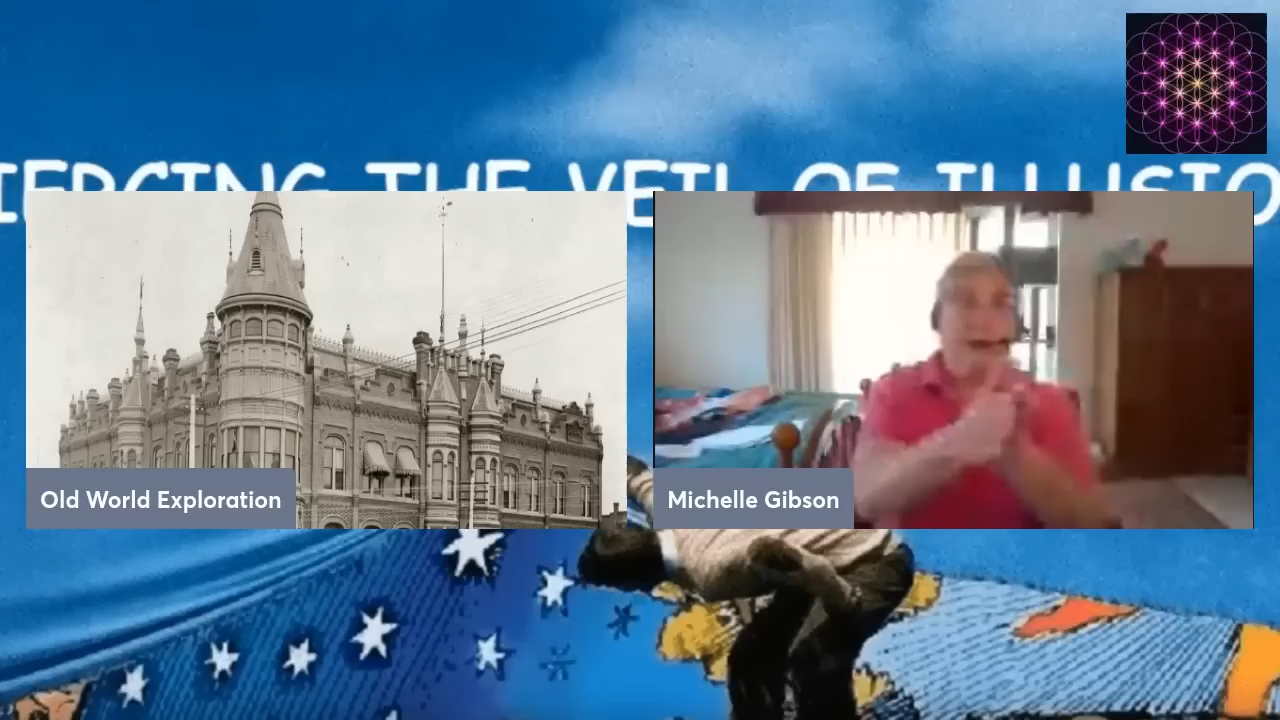 IERCING THE VEIL OF ILLUSIO
Old World Exploration
Michelle Gibson